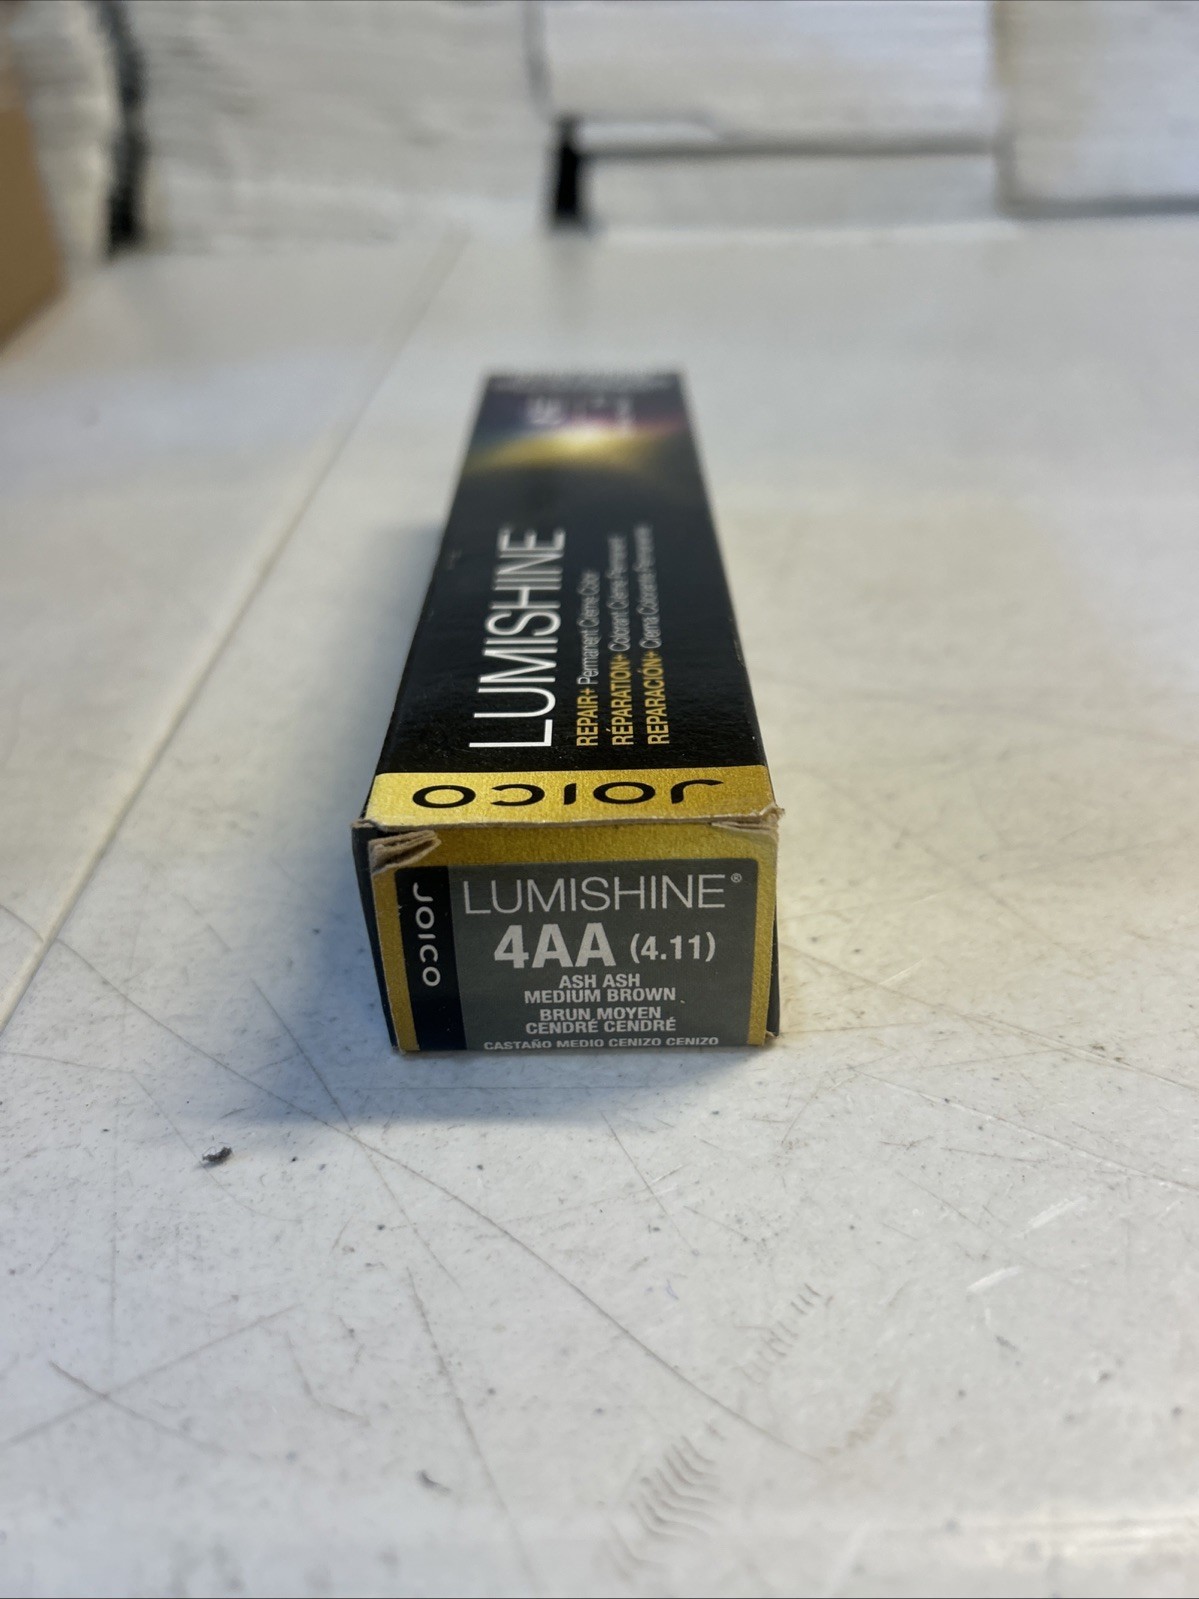 LUMISHINE
REPAIR+ Permanent Crème Color
RÉPARATION+ Colorant Crème Permanent
REPARACIÓN+ Crema Colorante Permanente
JOICO
JOICO
LUMISHINE®
4AA (4.11)
ASH ASH
MEDIUM BROWN
BRUN MOYEN
CENDRÉ CENDRÉ
CASTAÑO MEDIO CENIZO CENIZO